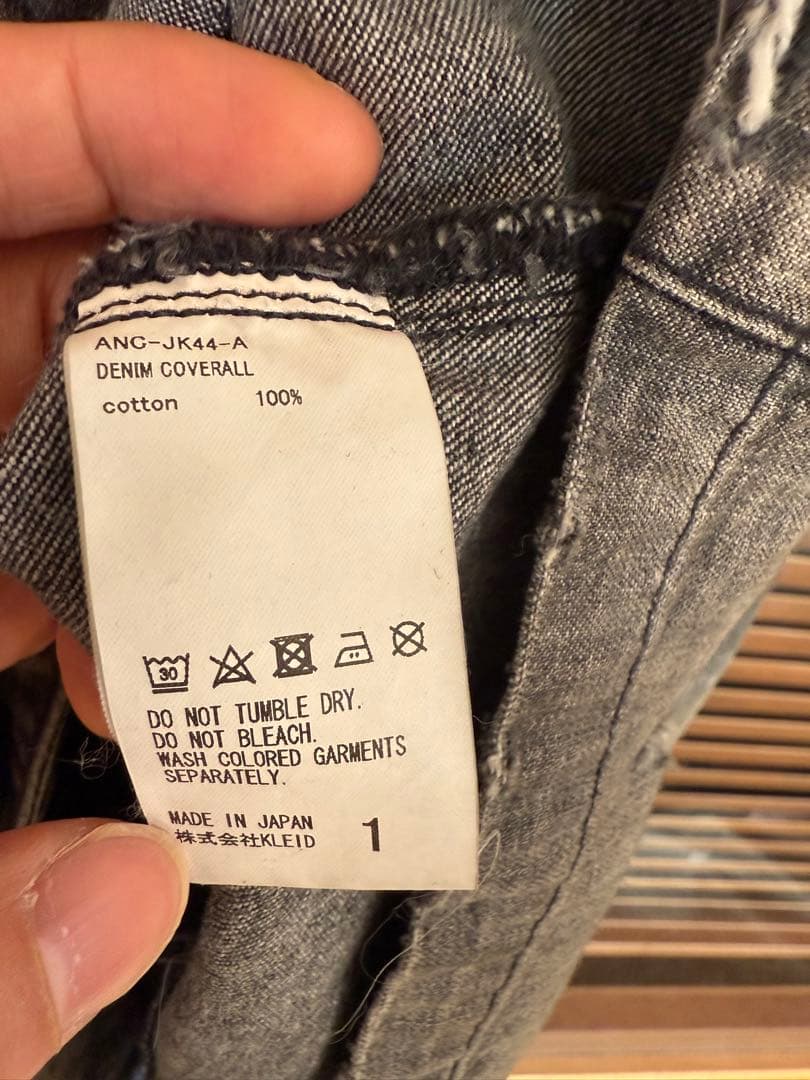 ANC-JK44-A
DENIM COVERALL
cotton 100%
30
DO NOT TUMBLE DRY.
DO NOT BLEACH.
WASH COLORED GARMENTS
SEPARATELY.
MADE IN JAPAN
株式会社KLEID 1